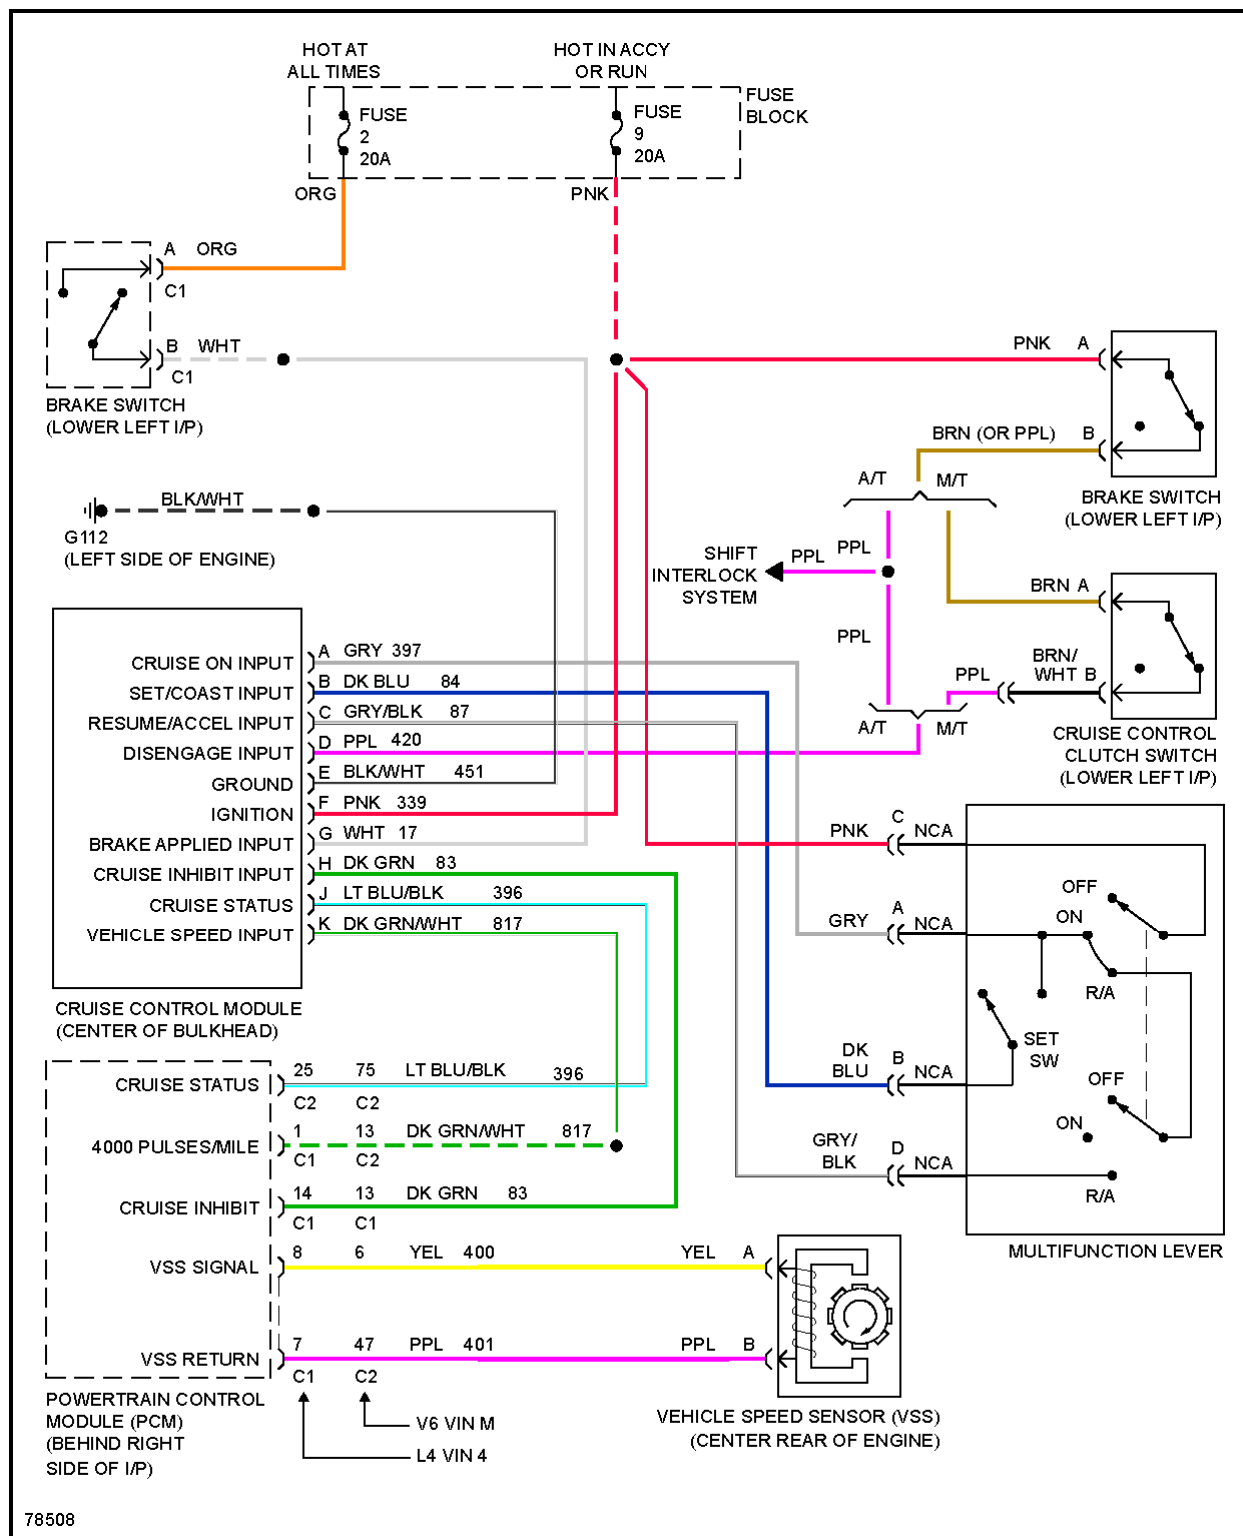 HOT AT
ALL TIMES
HOT IN ACCY
OR RUN
FUSE
2
20A
FUSE
9
20A
FUSE
BLOCK
ORG
PNK
A ORG
C1
B WHT
C1
BRAKE SWITCH
(LOWER LEFT I/P)
PNK A
BRN (OR PPL) B
BRAKE SWITCH
(LOWER LEFT I/P)
A/T M/T
BLK/WHT
G112
(LEFT SIDE OF ENGINE)
SHIFT
INTERLOCK
SYSTEM
PPL
PPL
PPL
BRN A
BRN/
WHT B
PPL
A/T M/T
CRUISE CONTROL
CLUTCH SWITCH
(LOWER LEFT I/P)
CRUISE ON INPUT A GRY 397
SET/COAST INPUT B DK BLU 84
RESUME/ACCEL INPUT C GRY/BLK 87
DISENGAGE INPUT D PPL 420
GROUND E BLK/WHT 451
IGNITION F PNK 339
BRAKE APPLIED INPUT G WHT 17
CRUISE INHIBIT INPUT H DK GRN 83
CRUISE STATUS J LT BLU/BLK 396
VEHICLE SPEED INPUT K DK GRN/WHT 817
CRUISE CONTROL MODULE
(CENTER OF BULKHEAD)
PNK C NCA
GRY A NCA
DK
BLU B NCA
GRY/
BLK D NCA
OFF
ON
R/A
SET
SW
OFF
ON
R/A
MULTIFUNCTION LEVER
CRUISE STATUS 25 75 LT BLU/BLK 396
C2 C2
4000 PULSES/MILE 1 13 DK GRN/WHT 817
C1 C2
CRUISE INHIBIT 14 13 DK GRN 83
C1 C1
VSS SIGNAL 8 6 YEL 400 YEL A
VSS RETURN 7 47 PPL 401 PPL B
C1 C2
POWERTRAIN CONTROL
MODULE (PCM)
(BEHIND RIGHT
SIDE OF I/P)
V6 VIN M
L4 VIN 4
VEHICLE SPEED SENSOR (VSS)
(CENTER REAR OF ENGINE)
78508